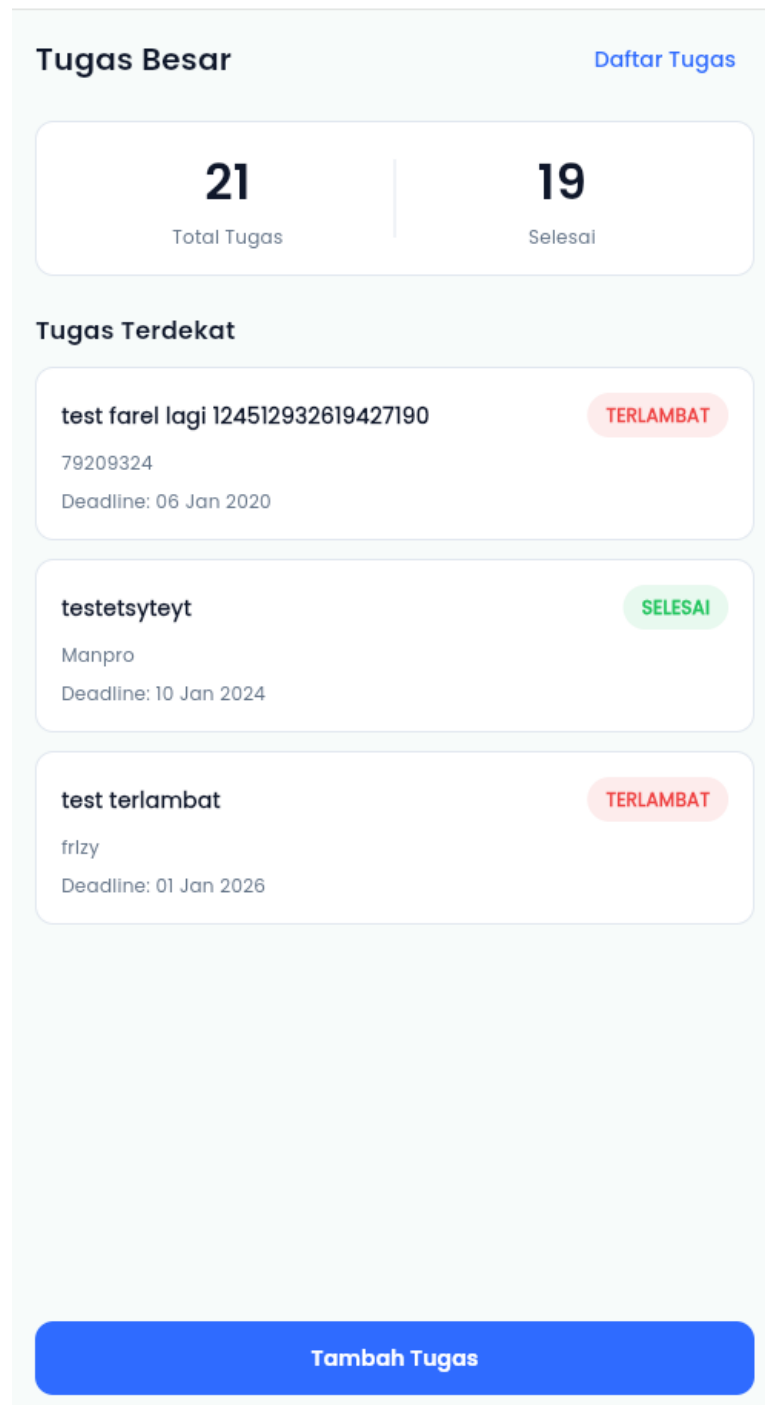 Tugas Besar
Daftar Tugas
21
Total Tugas
19
Selesai
Tugas Terdekat
test farel lagi 124512932619427190
TERLAMBAT
79209324
Deadline: 06 Jan 2020
testetsyteyt
SELESAI
Manpro
Deadline: 10 Jan 2024
test terlambat
TERLAMBAT
frlzy
Deadline: 01 Jan 2026
Tambah Tugas